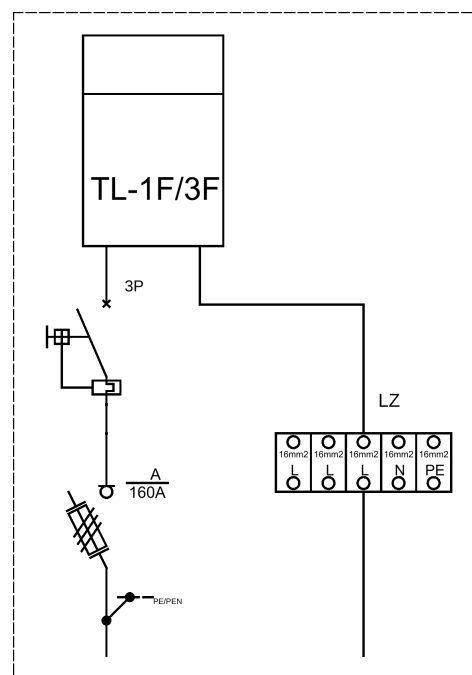 TL-1F/3F
3P
LZ
16mm2 16mm2 16mm2 16mm2 16mm2
L L L N PE
A
160A
PE/PEN